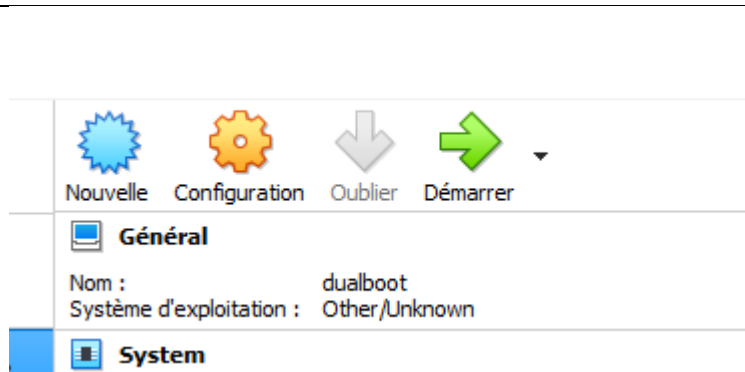 Nouvelle Configuration Oublier Démarrer
Général
Nom : dualboot
Système d'exploitation : Other/Unknown
System